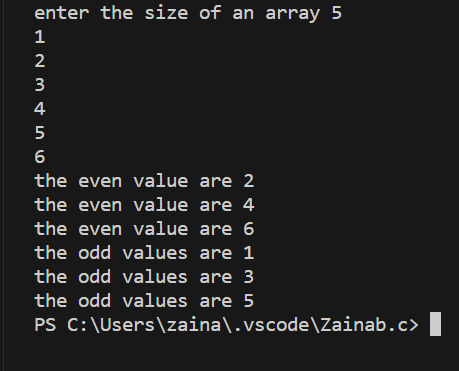 enter the size of an array 5
1
2
3
4
5
6
the even value are 2
the even value are 4
the even value are 6
the odd values are 1
the odd values are 3
the odd values are 5
PS C:\Users\zaina\.vscode\Zainab.c>